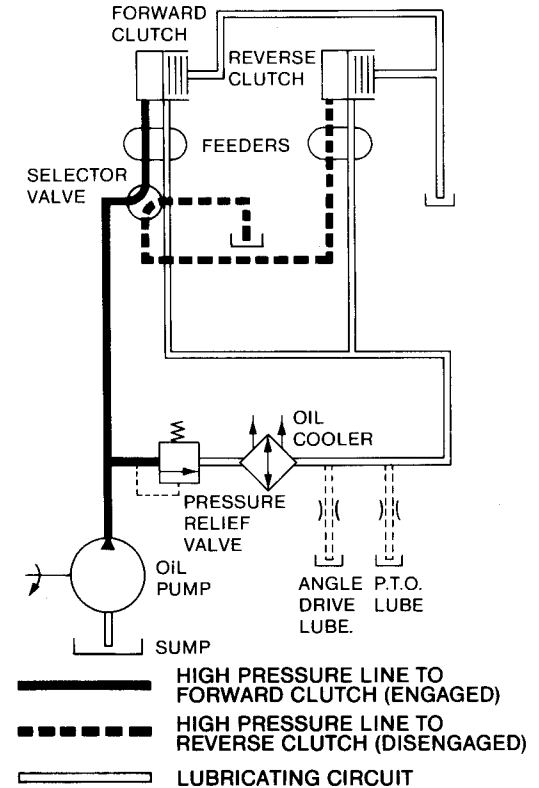 FORWARD
CLUTCH
REVERSE
CLUTCH
FEEDERS
SELECTOR
VALVE
OIL
COOLER
PRESSURE
RELIEF
VALVE
OIL
PUMP
ANGLE
DRIVE
LUBE.
P.T.O.
LUBE
SUMP
HIGH PRESSURE LINE TO
FORWARD CLUTCH (ENGAGED)
HIGH PRESSURE LINE TO
REVERSE CLUTCH (DISENGAGED)
LUBRICATING CIRCUIT